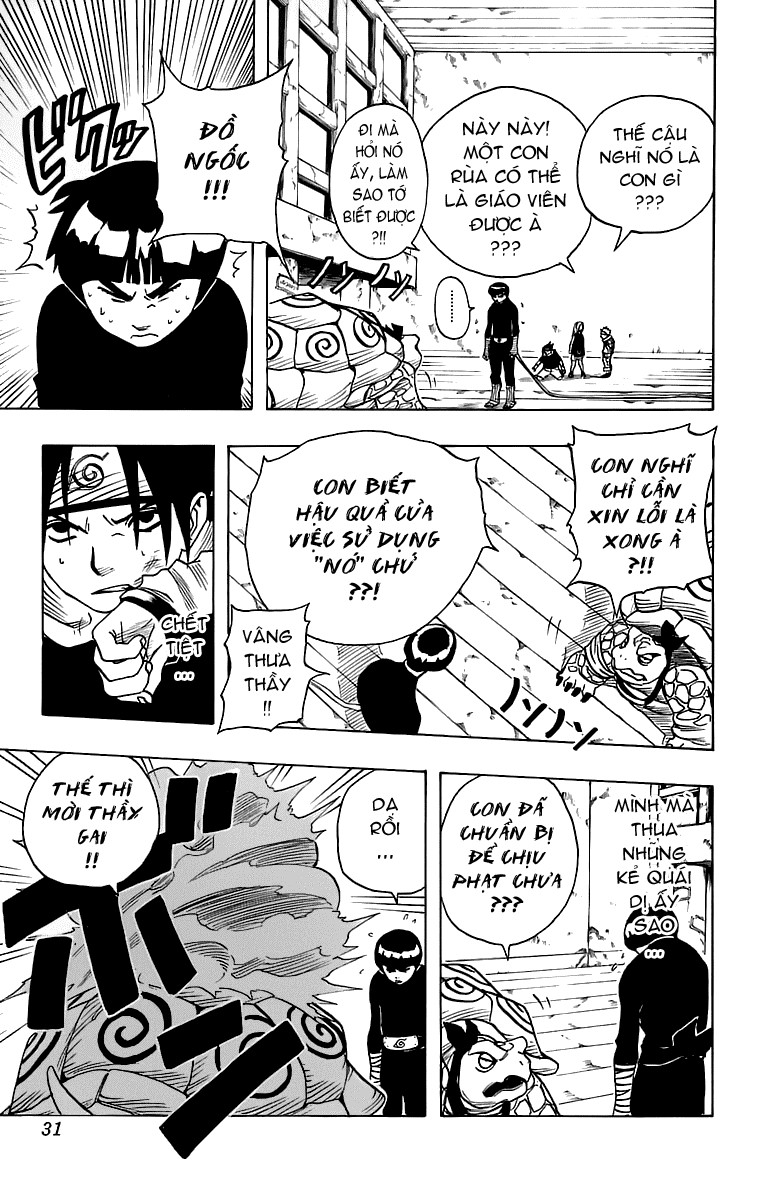 THẾ CẬU
NGHĨ NÓ LÀ
CON GÌ
???
NÀY NÀY!
MỘT CON
RÙA CÓ THỂ
LÀ GIÁO VIÊN
ĐƯỢC À
???
ĐI MÀ
HỎI NÓ
ẤY, LÀM
SAO TỚ
BIẾT ĐƯỢC
?!!
.........
ĐỒ
NGỐC
!!!
CON NGHĨ
CHỈ CẦN
XIN LỖI LÀ
XONG À
?!!
CON BIẾT
HẬU QUẢ CỦA
VIỆC SỬ DỤNG
"NÓ" CHỨ
??!
VÂNG
THƯA
THẦY
!!
CHẾT
TIỆT
...
MÌNH MÀ
THUA
NHỮNG
KẺ QUÁI
DỊ ẤY
SAO
...
CON ĐÃ
CHUẨN BỊ
ĐỂ CHỊU
PHẠT CHƯA
???
DẠ
RỒI
...
THẾ THÌ
MỜI THẦY
GAI
!!
31